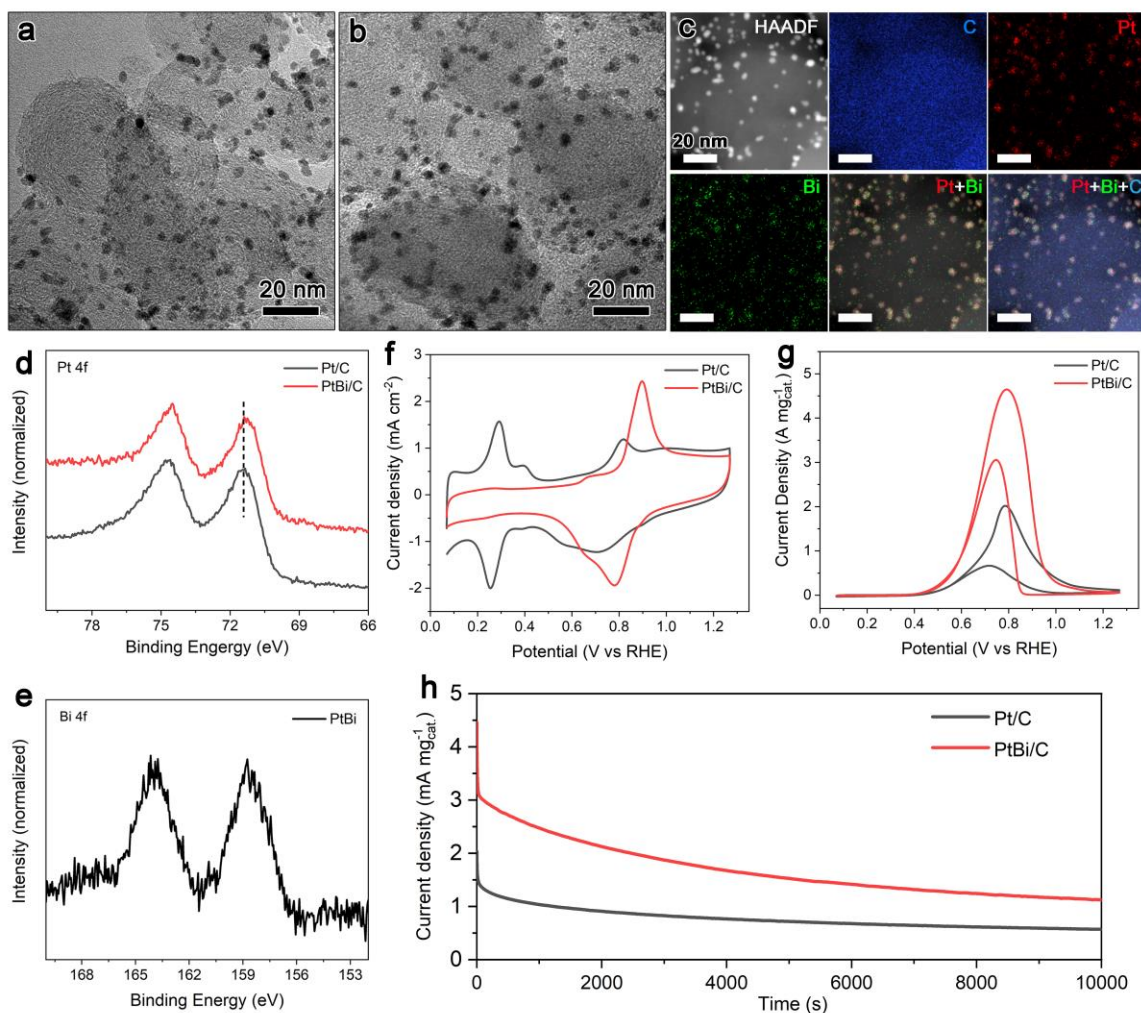 a
20 nm
b
20 nm
c
HAADF
20 nm
C
Pt
Bi
Pt+Bi
Pt+Bi+C
d
Pt 4f
Pt/C
PtBi/C
Intensity (normalized)
78 75 72 69 66
Binding Engergy (eV)
f
Pt/C
PtBi/C
Current density (mA cm-2)
3
2
1
0
-1
-2
0.0 0.2 0.4 0.6 0.8 1.0 1.2
Potential (V vs RHE)
g
Pt/C
PtBi/C
Current Density (A mg-1cat.)
5
4
3
2
1
0
0.0 0.2 0.4 0.6 0.8 1.0 1.2
Potential (V vs RHE)
e
Bi 4f
PtBi
Intensity (normalized)
168 165 162 159 156 153
Binding Energy (eV)
h
Pt/C
PtBi/C
Current density (mA mg-1cat.)
5
4
3
2
1
0
0 2000 4000 6000 8000 10000
Time (s)